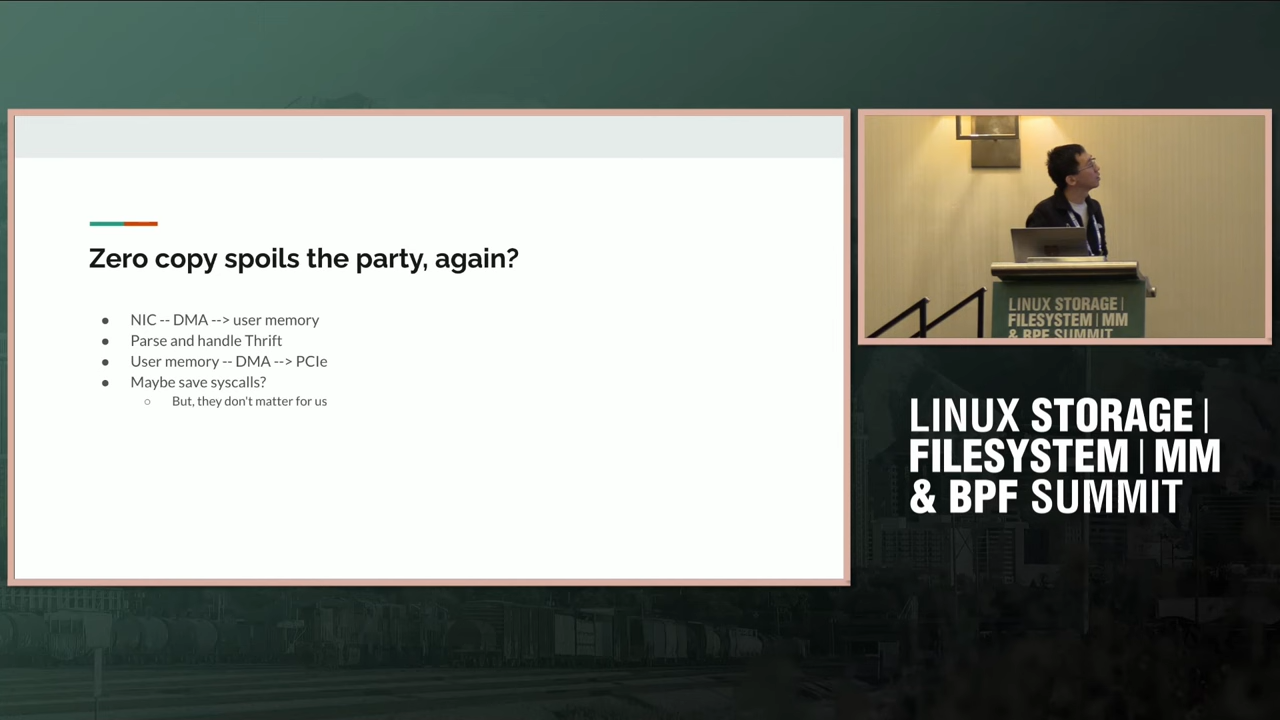 Zero copy spoils the party, again?
● NIC -- DMA --> user memory
● Parse and handle Thrift
● User memory -- DMA --> PCIe
● Maybe save syscalls?
○ But, they don't matter for us
LINUX STORAGE |
FILESYSTEM | MM
& BPF SUMMIT
LINUX STORAGE |
FILESYSTEM | MM
& BPF SUMMIT